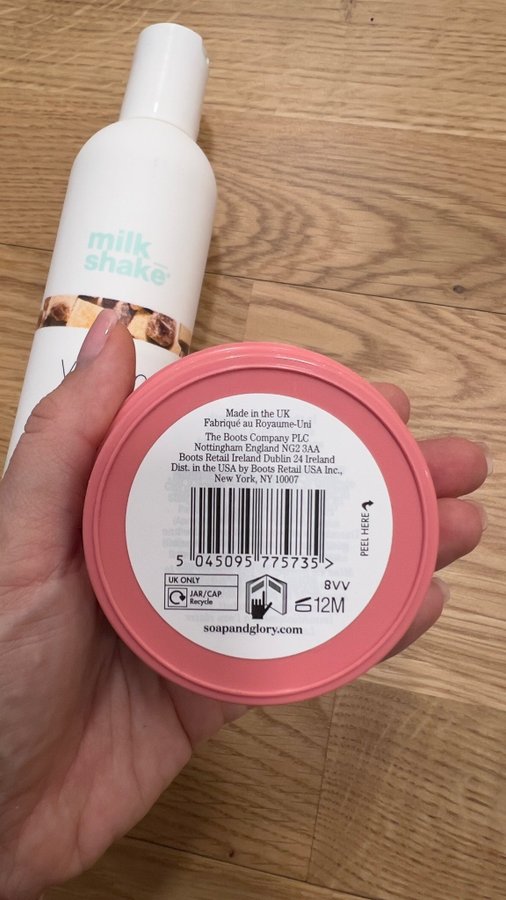 milk
shake
Made in the UK
Fabriqué au Royaume-Uni
The Boots Company PLC
Nottingham England NG2 3AA
Boots Retail Ireland Dublin 24 Ireland
Dist. in the USA by Boots Retail USA Inc.,
New York, NY 10007
PEEL HERE
5 045095 775735 >
UK ONLY
JAR/CAP
Recycle
8VV
12M
soapandglory.com